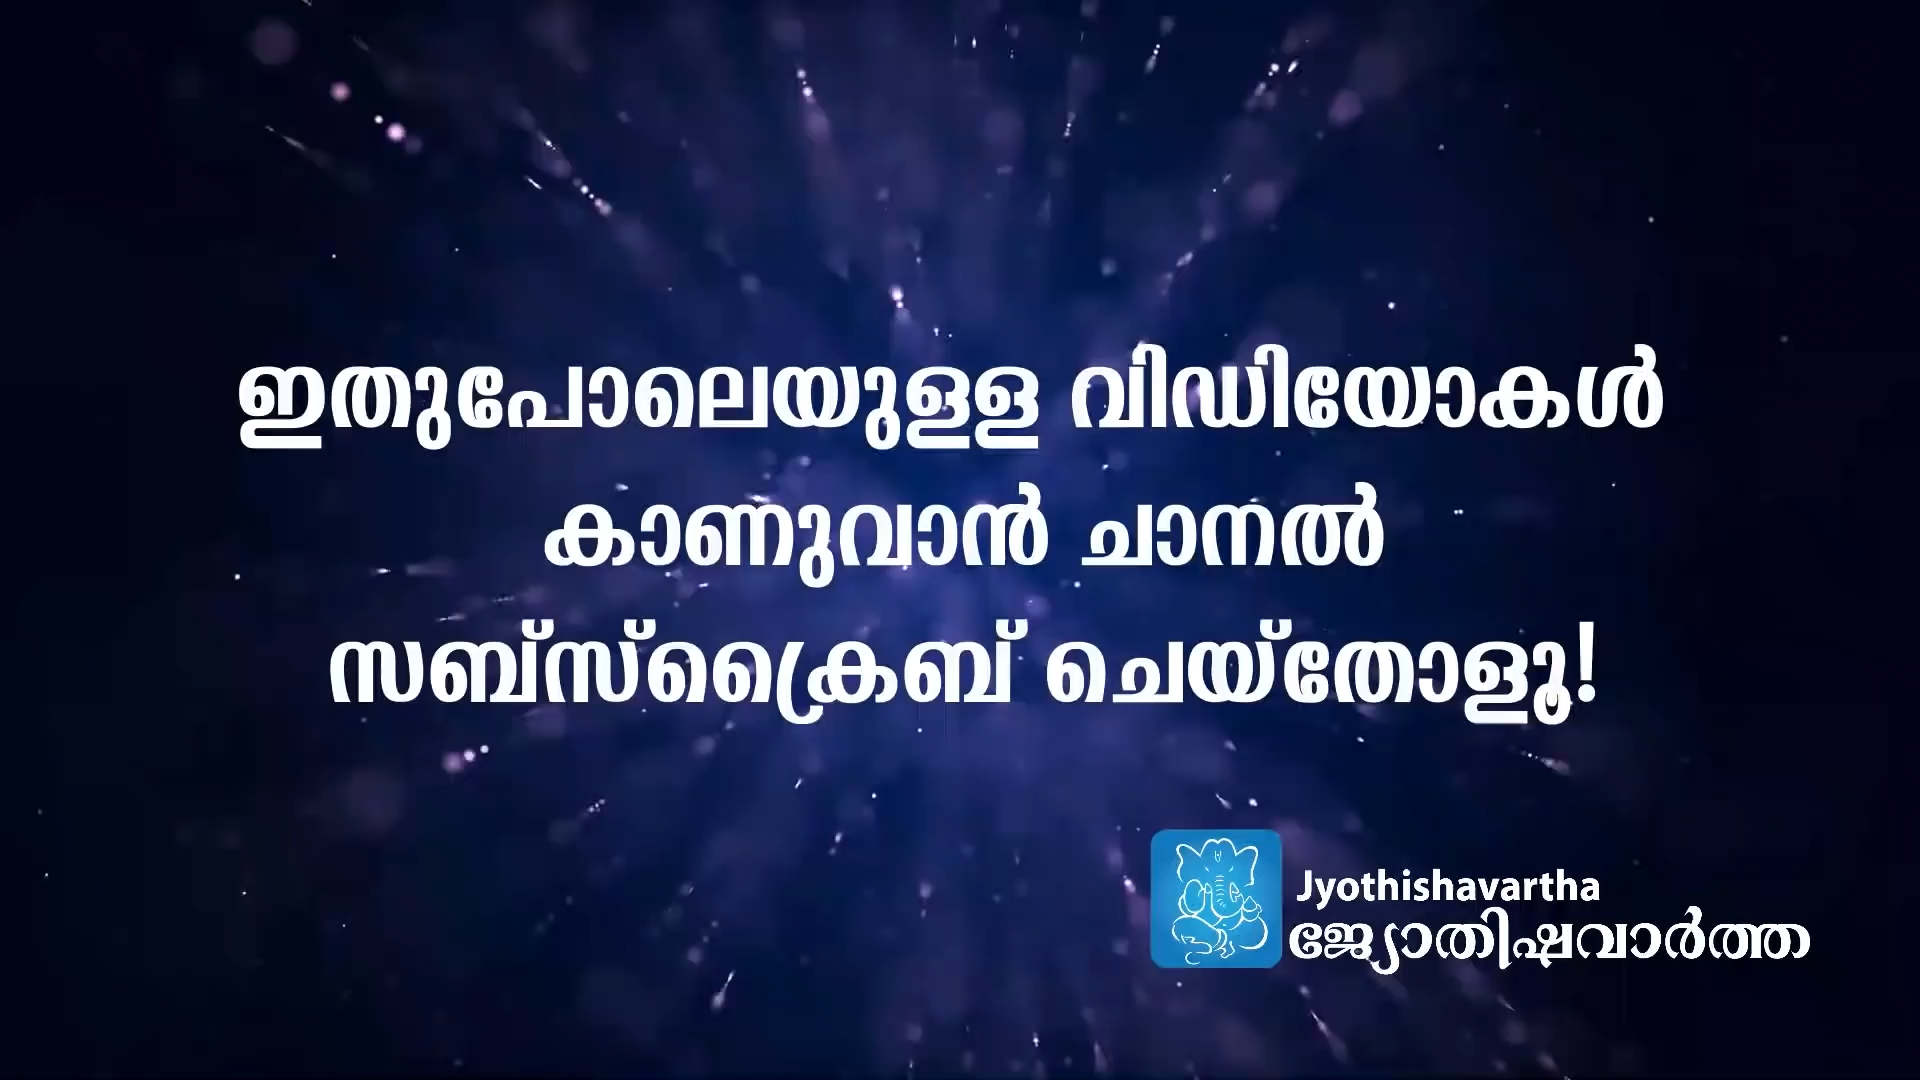 ഇതുപോലെയുള്ള വിഡിയോകൾ
കാണുവാൻ ചാനൽ
സബ്സ്ക്രൈബ് ചെയ്തോളൂ!
Jyothishavartha
ജ്യോതിഷവാർത്ത